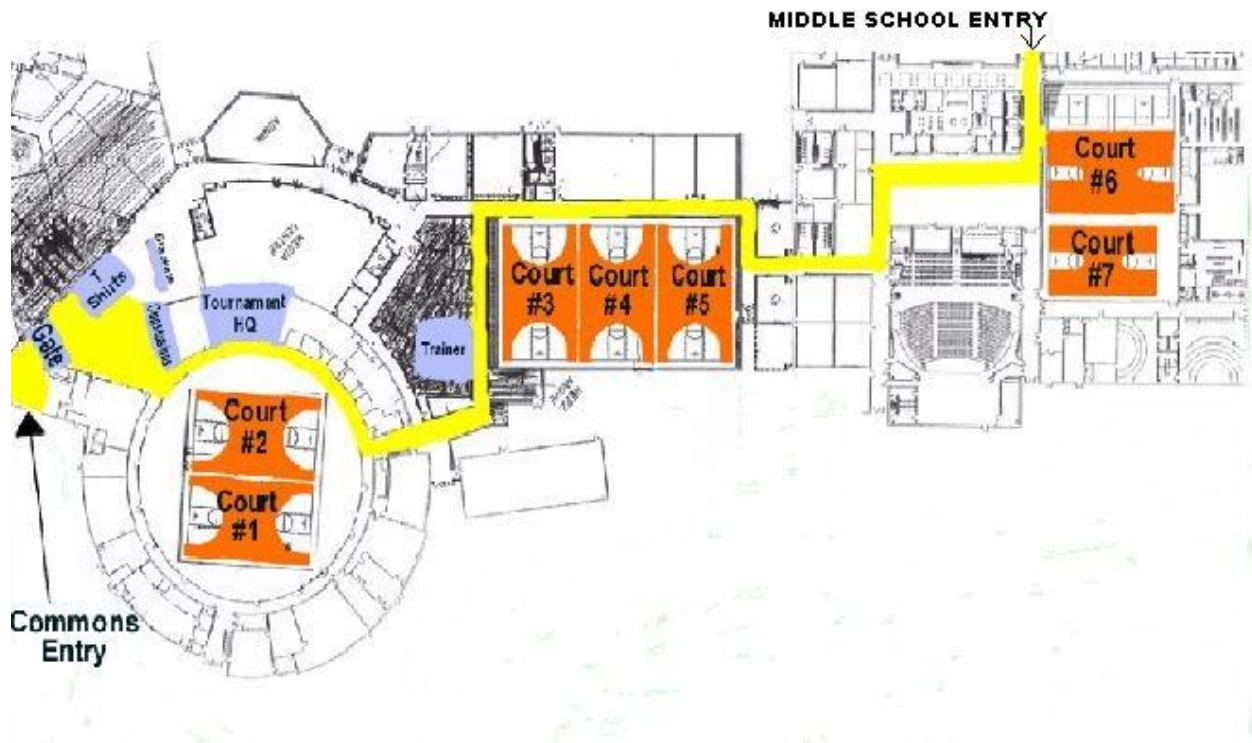 MIDDLE SCHOOL ENTRY
Court
#6
Court
#7
Court
#3
Court
#4
Court
#5
T
Shirts
Tournamant
HQ
Gate
Trainer
Court
#2
Court
#1
Commons
Entry